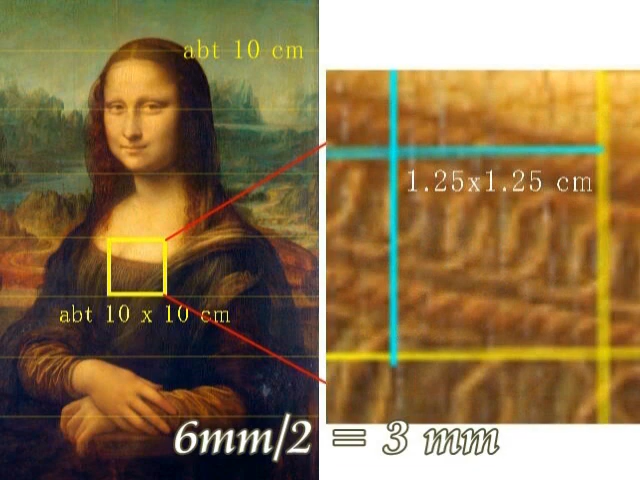 abt 10 cm
1.25x1.25 cm
abt 10 x 10 cm
6mm/2 = 3 mm